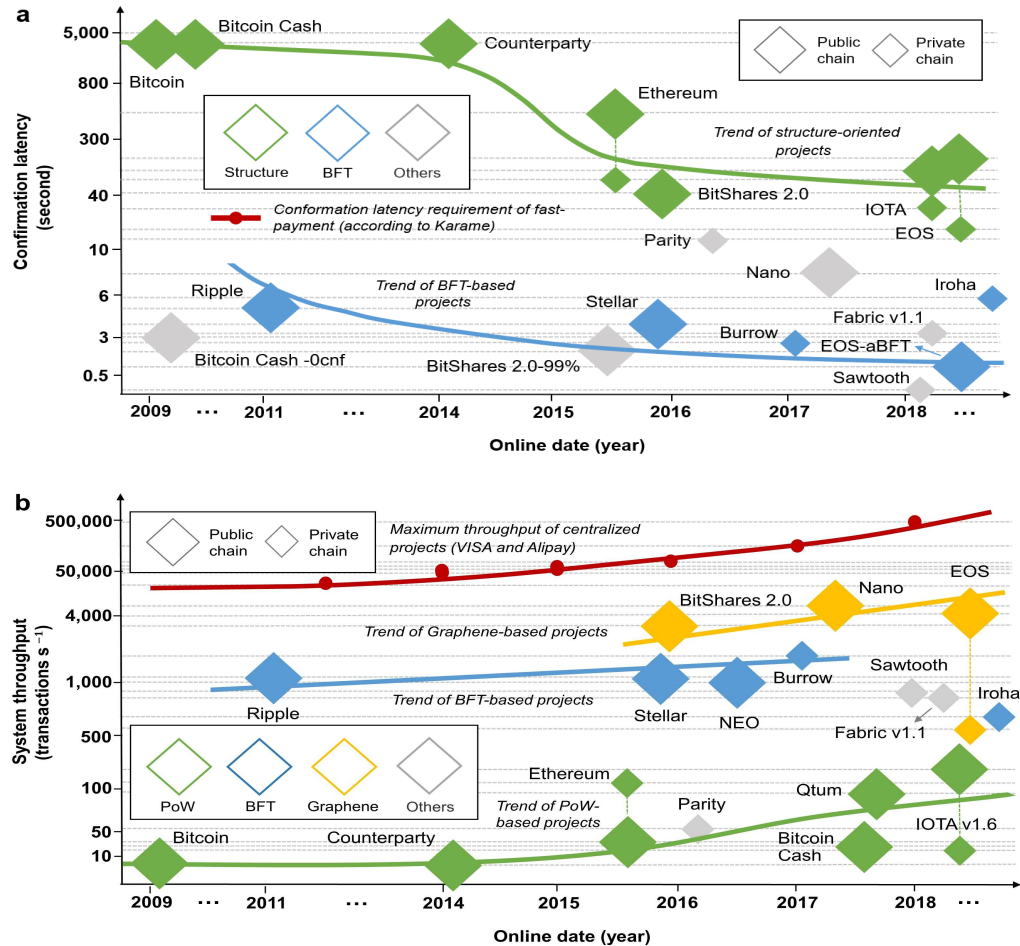 a
5,000
800
300
40
10
6
3
0.5
Confirmation latency
(second)
Bitcoin Cash
Bitcoin
Counterparty
Public
chain
Private
chain
Structure
BFT
Others
Ethereum
Trend of structure-oriented
projects
BitShares 2.0
Conformation latency requirement of fast-
payment (according to Karame)
IOTA
EOS
Parity
Nano
Trend of BFT-based
projects
Ripple
Stellar
Iroha
Fabric v1.1
Burrow
EOS-aBFT
Bitcoin Cash -0cnf
BitShares 2.0-99%
Sawtooth
2009 ... 2011 ... 2014 2015 2016 2017 2018 ...
Online date (year)
b
500,000
50,000
4,000
1,000
500
100
50
10
System throughput
(transactions s⁻¹)
Public
chain
Private
chain
Maximum throughput of centralized
projects (VISA and Alipay)
EOS
BitShares 2.0
Nano
Trend of Graphene-based projects
Trend of BFT-based projects
Ripple
Stellar
NEO
Burrow
Sawtooth
Iroha
Fabric v1.1
PoW
BFT
Graphene
Others
Ethereum
Trend of PoW-
based projects
Parity
Qtum
IOTA v1.6
Bitcoin
Counterparty
Bitcoin
Cash
2009 ... 2011 ... 2014 2015 2016 2017 2018 ...
Online date (year)